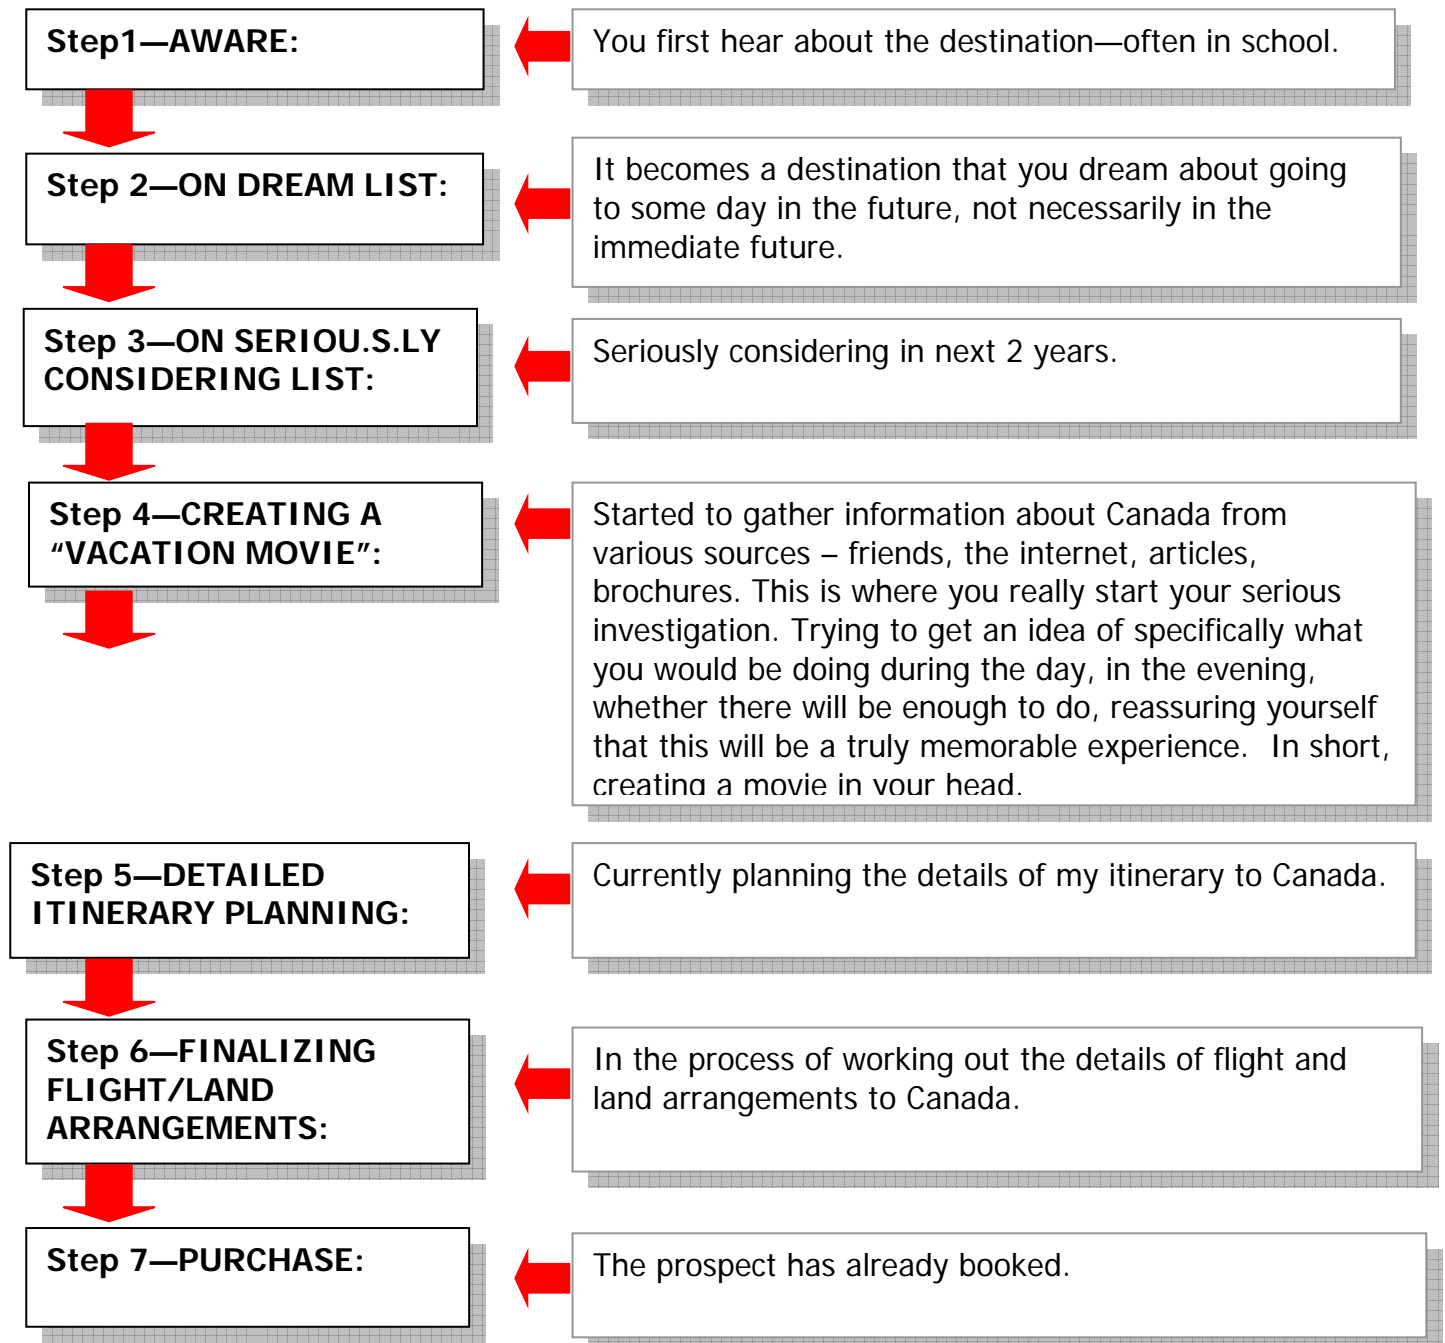 Step1—AWARE:
You first hear about the destination—often in school.
Step 2—ON DREAM LIST:
It becomes a destination that you dream about going
to some day in the future, not necessarily in the
immediate future.
Step 3—ON SERIOU.S.LY
CONSIDERING LIST:
Seriously considering in next 2 years.
Step 4—CREATING A
“VACATION MOVIE”:
Started to gather information about Canada from
various sources – friends, the internet, articles,
brochures. This is where you really start your serious
investigation. Trying to get an idea of specifically what
you would be doing during the day, in the evening,
whether there will be enough to do, reassuring yourself
that this will be a truly memorable experience.  In short,
creating a movie in your head.
Step 5—DETAILED
ITINERARY PLANNING:
Currently planning the details of my itinerary to Canada.
Step 6—FINALIZING
FLIGHT/LAND
ARRANGEMENTS:
In the process of working out the details of flight and
land arrangements to Canada.
Step 7—PURCHASE:
The prospect has already booked.